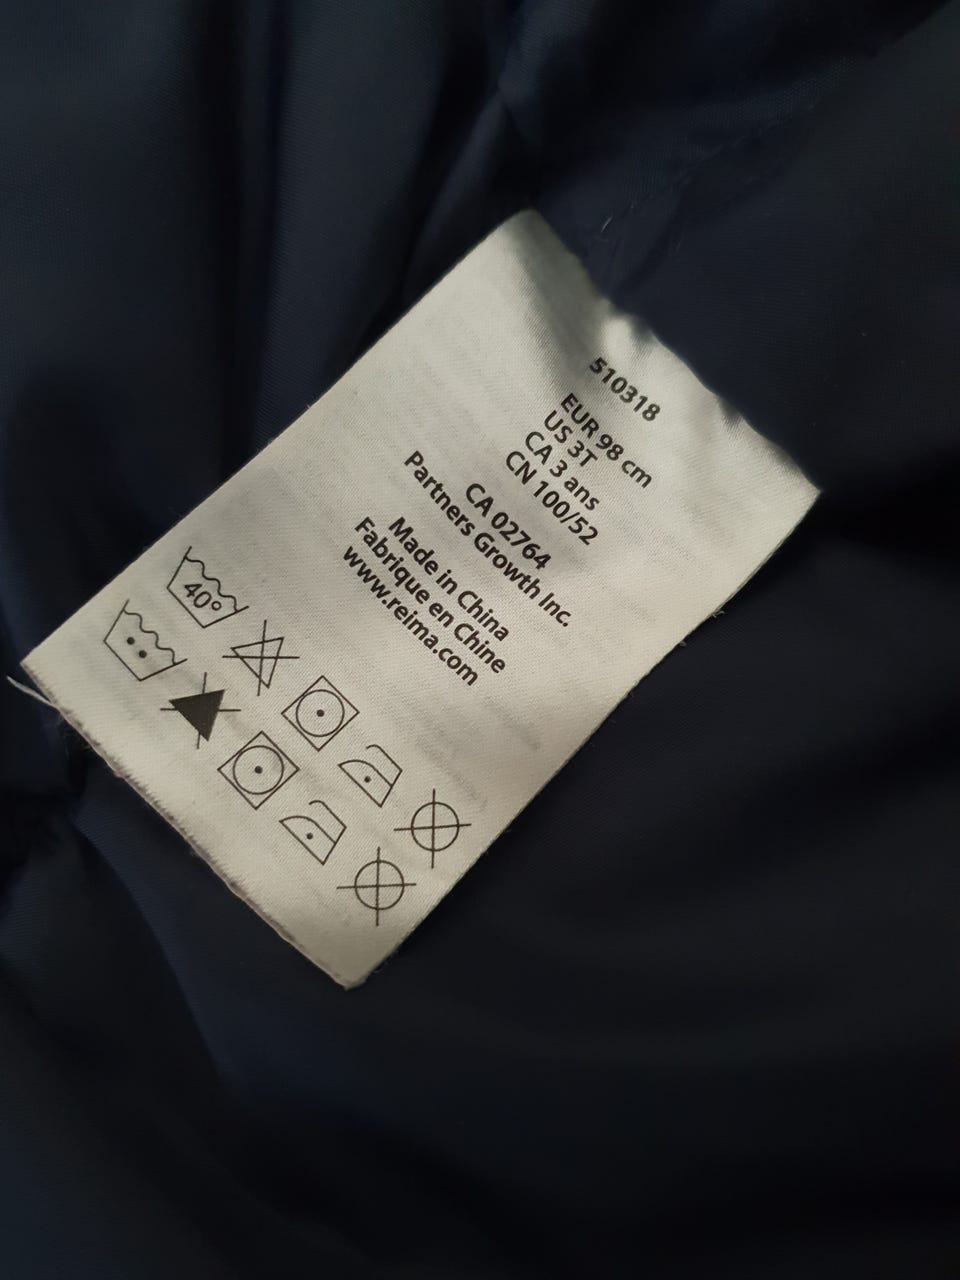 510318
EUR 98 cm
US 3T
CA 3 ans
CN 100/52
CA 02764
Partners Growth Inc.
Made in China
Fabrique en Chine
www.reima.com
40°